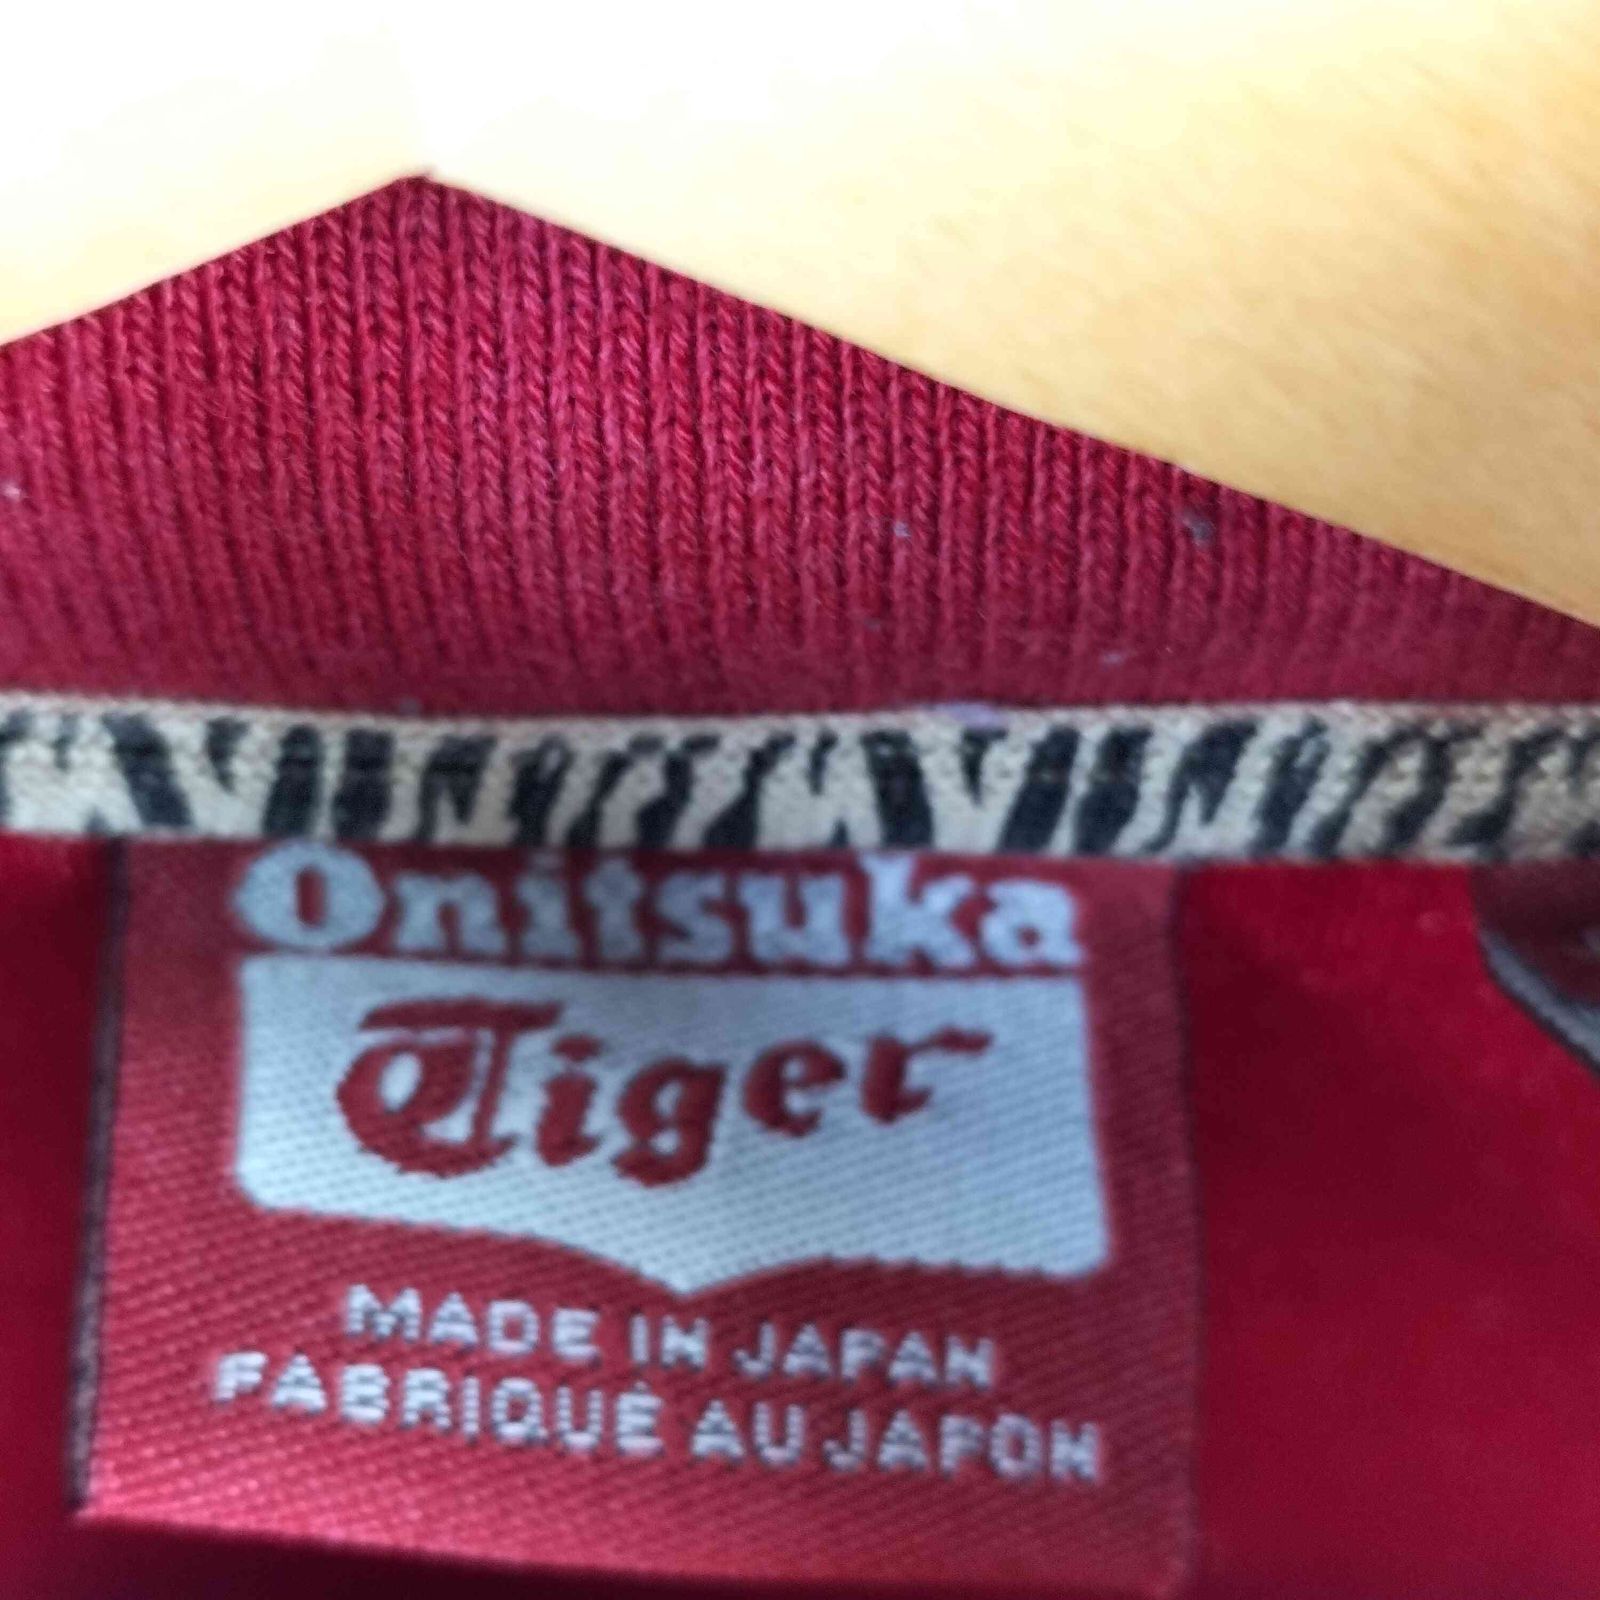 Onitsuka
Tiger
MADE IN JAPAN
FABRIQUÉ AU JAPON